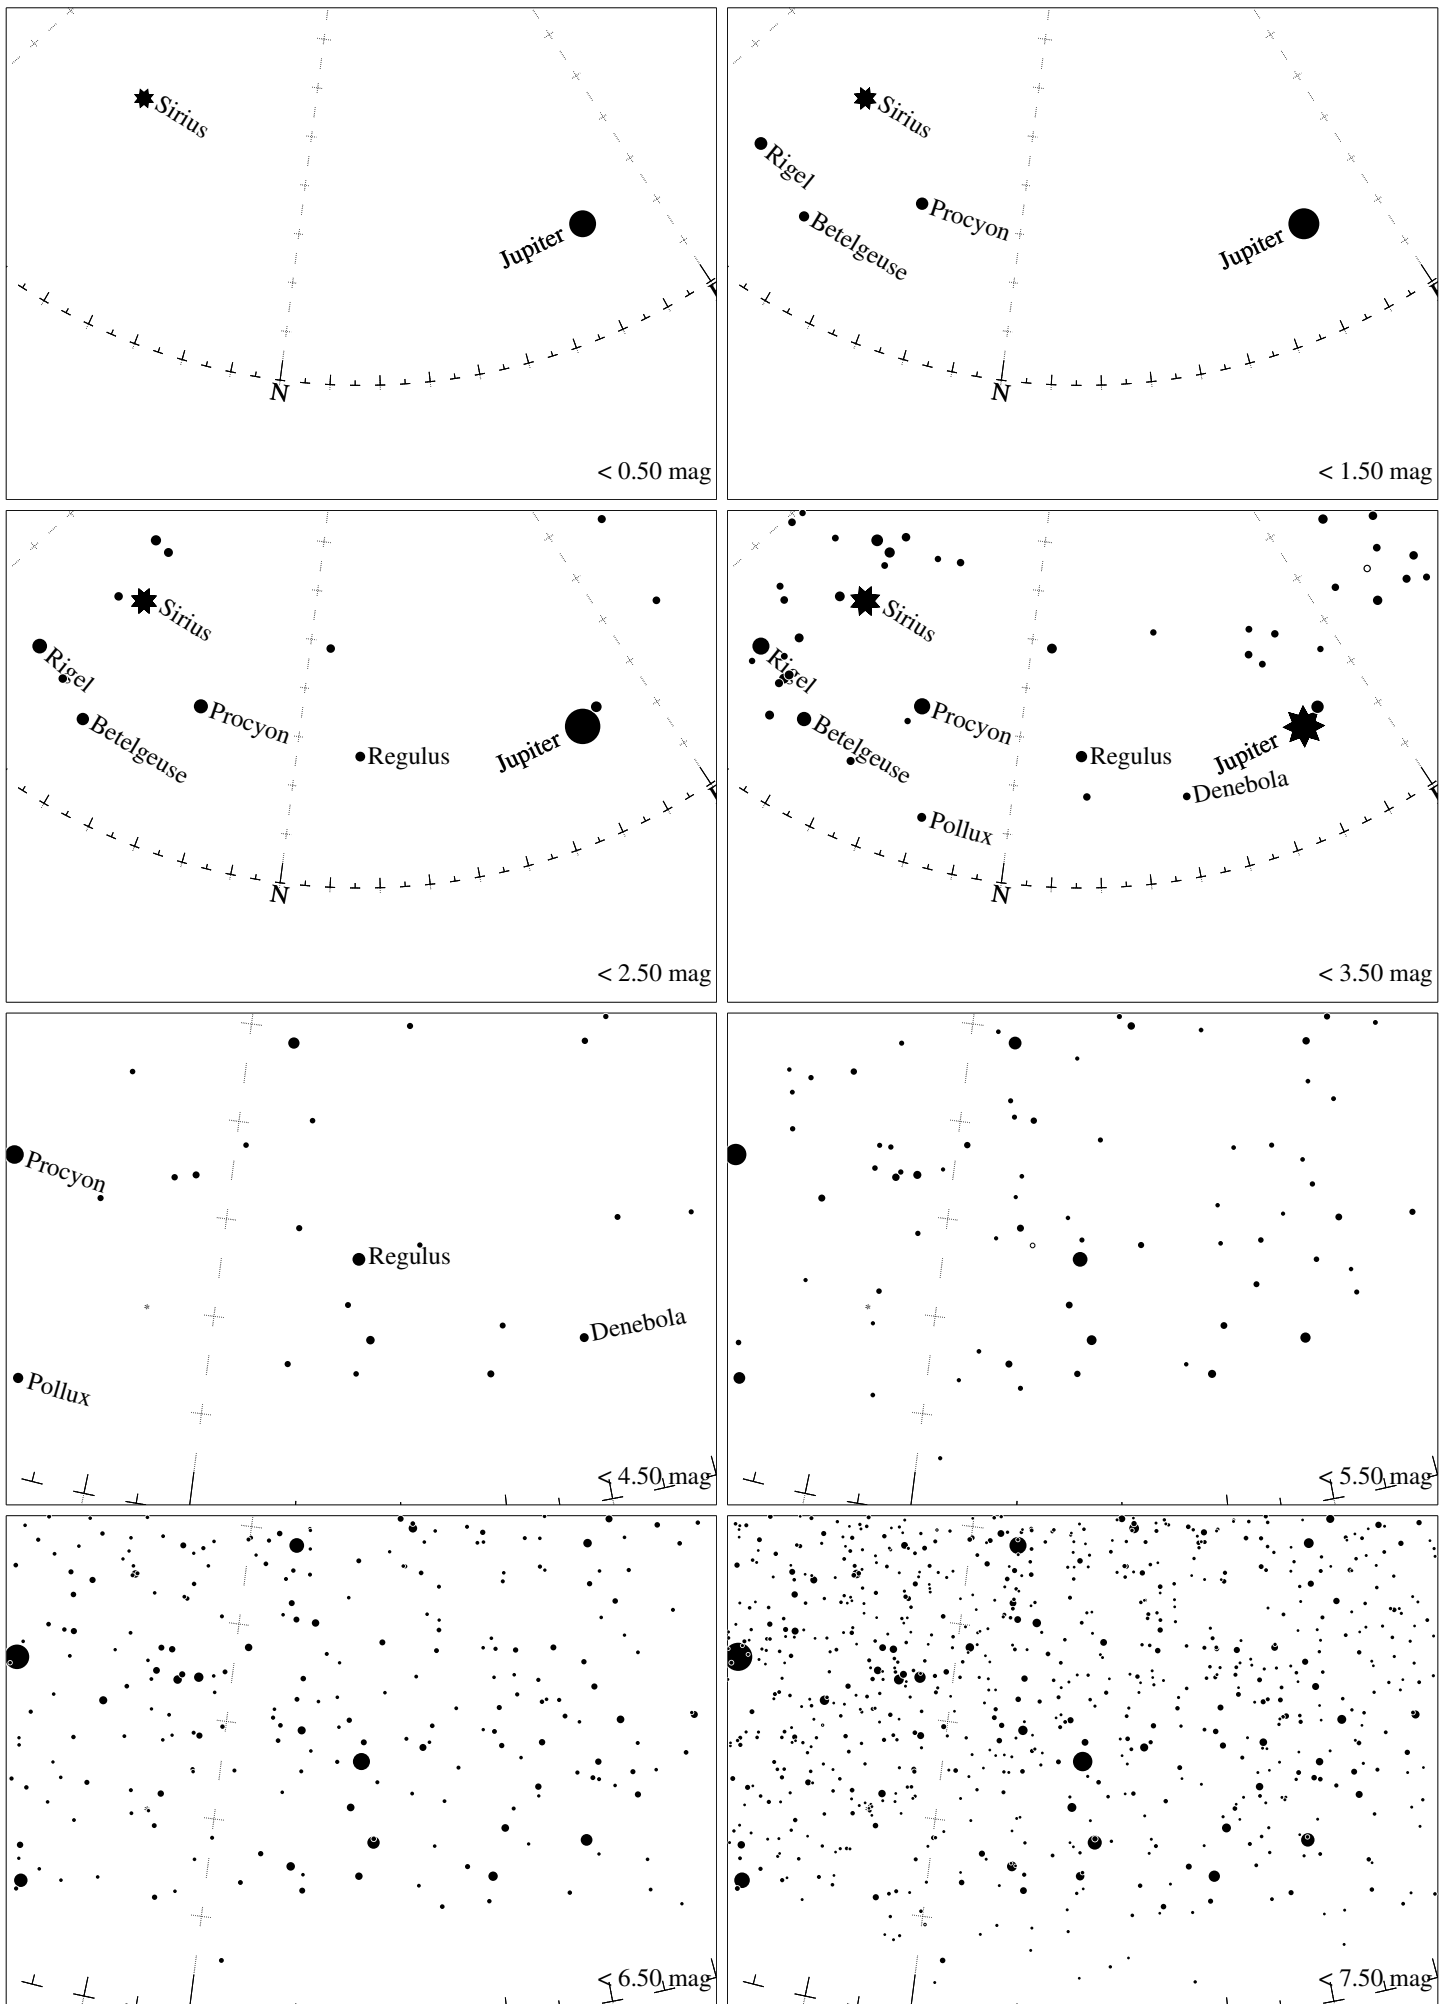 Sirius
Jupiter
N
< 0.50 mag
Sirius
Rigel
Procyon
Betelgeuse
Jupiter
N
< 1.50 mag
Sirius
Rigel
Procyon
Betelgeuse
Regulus
Jupiter
N
< 2.50 mag
Sirius
Rigel
Procyon
Betelgeuse
Regulus
Jupiter
Denebola
Pollux
N
< 3.50 mag
Procyon
Regulus
Denebola
Pollux
< 4.50 mag
< 5.50 mag
< 6.50 mag
< 7.50 mag